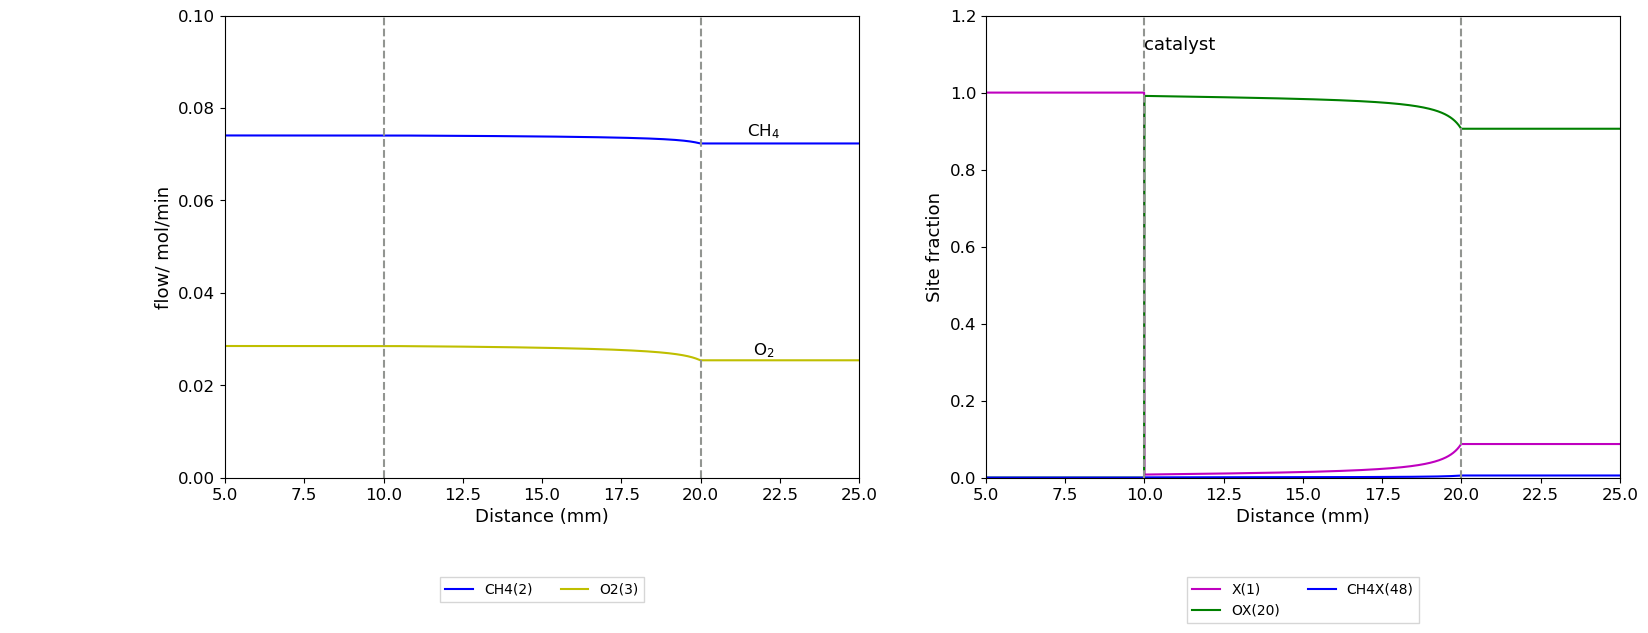 0.10
0.08
0.06
0.04
0.02
0.00
flow/ mol/min
CH4
O2
5.0 7.5 10.0 12.5 15.0 17.5 20.0 22.5 25.0
Distance (mm)
CH4(2) O2(3)
1.2
1.0
0.8
0.6
0.4
0.2
0.0
Site fraction
catalyst
5.0 7.5 10.0 12.5 15.0 17.5 20.0 22.5 25.0
Distance (mm)
X(1) CH4X(48)
OX(20)